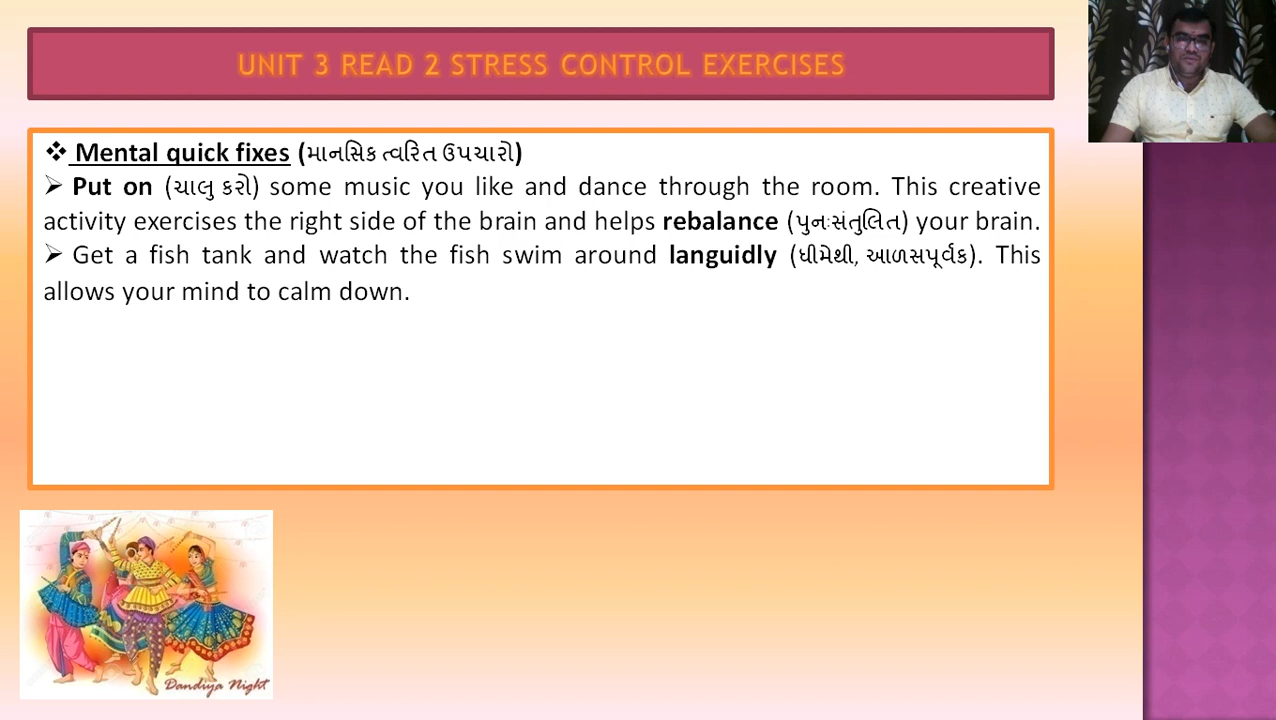 UNIT 3 READ 2 STRESS CONTROL EXERCISES
❖ Mental quick fixes (માનસિક ત્વરિત ઉપચારો)
➢ Put on (ચાલુ કરો) some music you like and dance through the room. This creative
activity exercises the right side of the brain and helps rebalance (પુનઃસંતુલિત) your brain.
➢ Get a fish tank and watch the fish swim around languidly (ધીમેથી, આળસપૂર્વક). This
allows your mind to calm down.
Dandiya Night